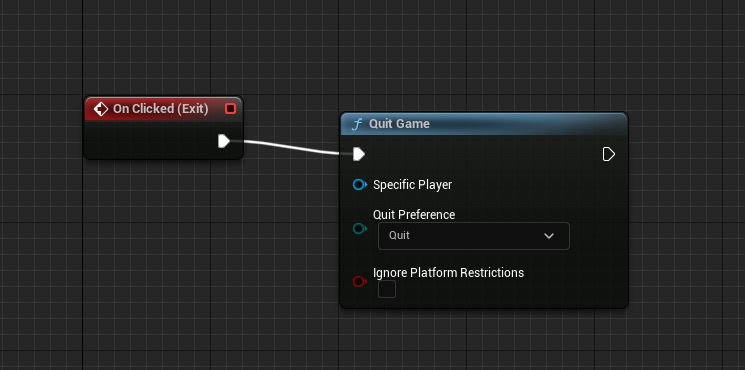 On Clicked (Exit)
Quit Game
Specific Player
Quit Preference
Quit
Ignore Platform Restrictions